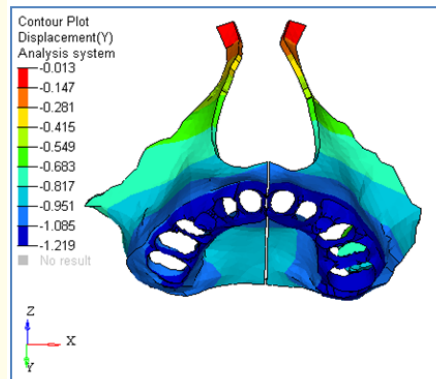 Contour Plot
Displacement(Y)
Analysis system
-0.013
-0.147
-0.281
-0.415
-0.549
-0.683
-0.817
-0.951
-1.085
-1.219
No result
Z
X
Y